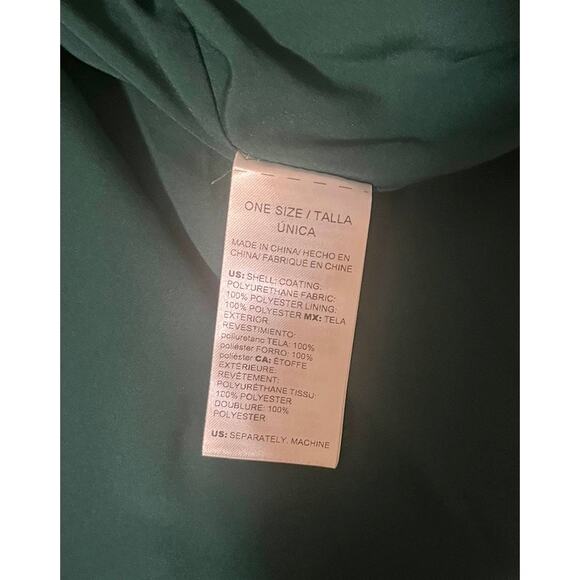 ONE SIZE / TALLA
ÚNICA
MADE IN CHINA/ HECHO EN
CHINA/ FABRIQUÉ EN CHINE
US: SHELL: COATING:
POLYURETHANE FABRIC:
100% POLYESTER LINING:
100% POLYESTER MX: TELA
EXTERIOR
REVESTIMIENTO:
poliuretano TELA: 100%
poliéster FORRO: 100%
poliéster CA: ÉTOFFE
EXTÉRIEURE:
REVÊTEMENT:
POLYURÉTHANE TISSU:
100% POLYESTER
DOUBLURE: 100%
POLYESTER
US: SEPARATELY. MACHINE